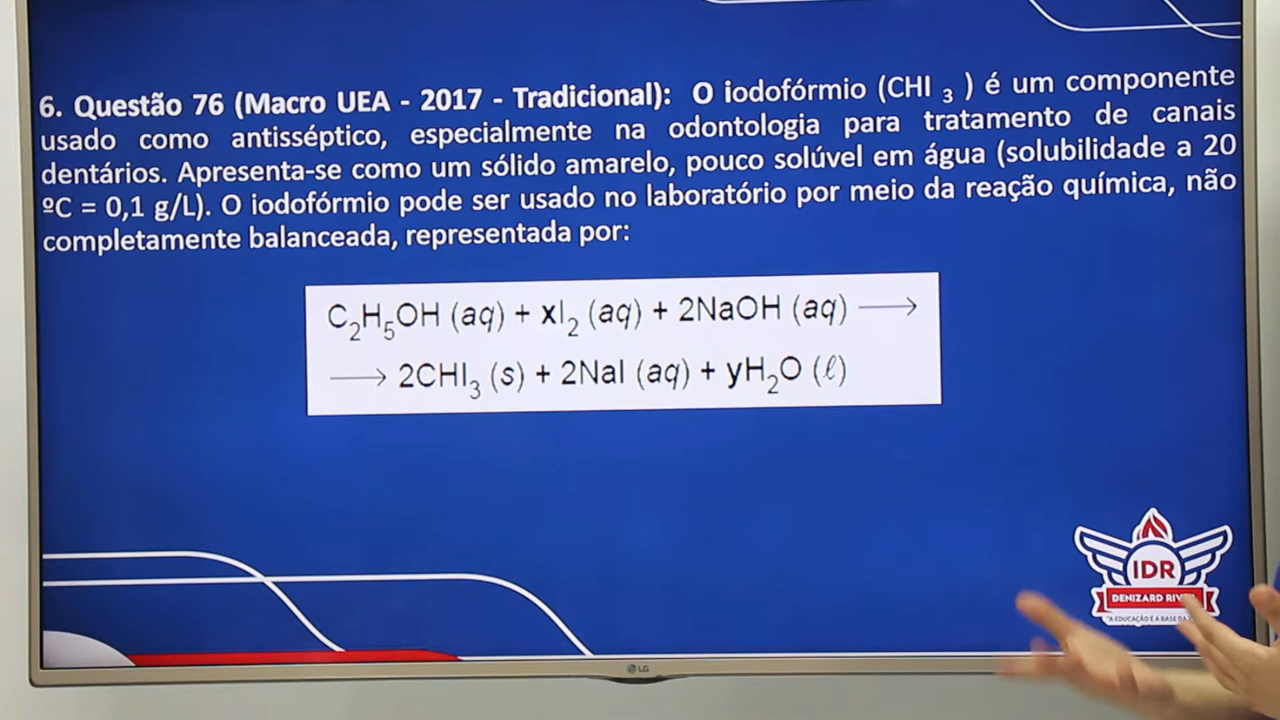 6. Questão 76 (Macro UEA - 2017 - Tradicional): O iodofórmio (CHI ₃ ) é um componente
usado como antisséptico, especialmente na odontologia para tratamento de canais
dentários. Apresenta-se como um sólido amarelo, pouco solúvel em água (solubilidade a 20
ºC = 0,1 g/L). O iodofórmio pode ser usado no laboratório por meio da reação química, não
completamente balanceada, representada por:
C₂H₅OH (aq) + xI₂ (aq) + 2NaOH (aq) ⟶
⟶ 2CHI₃ (s) + 2NaI (aq) + yH₂O (ℓ)
IDR
DENIZARD
"A EDUCAÇÃO É A BASE
LG